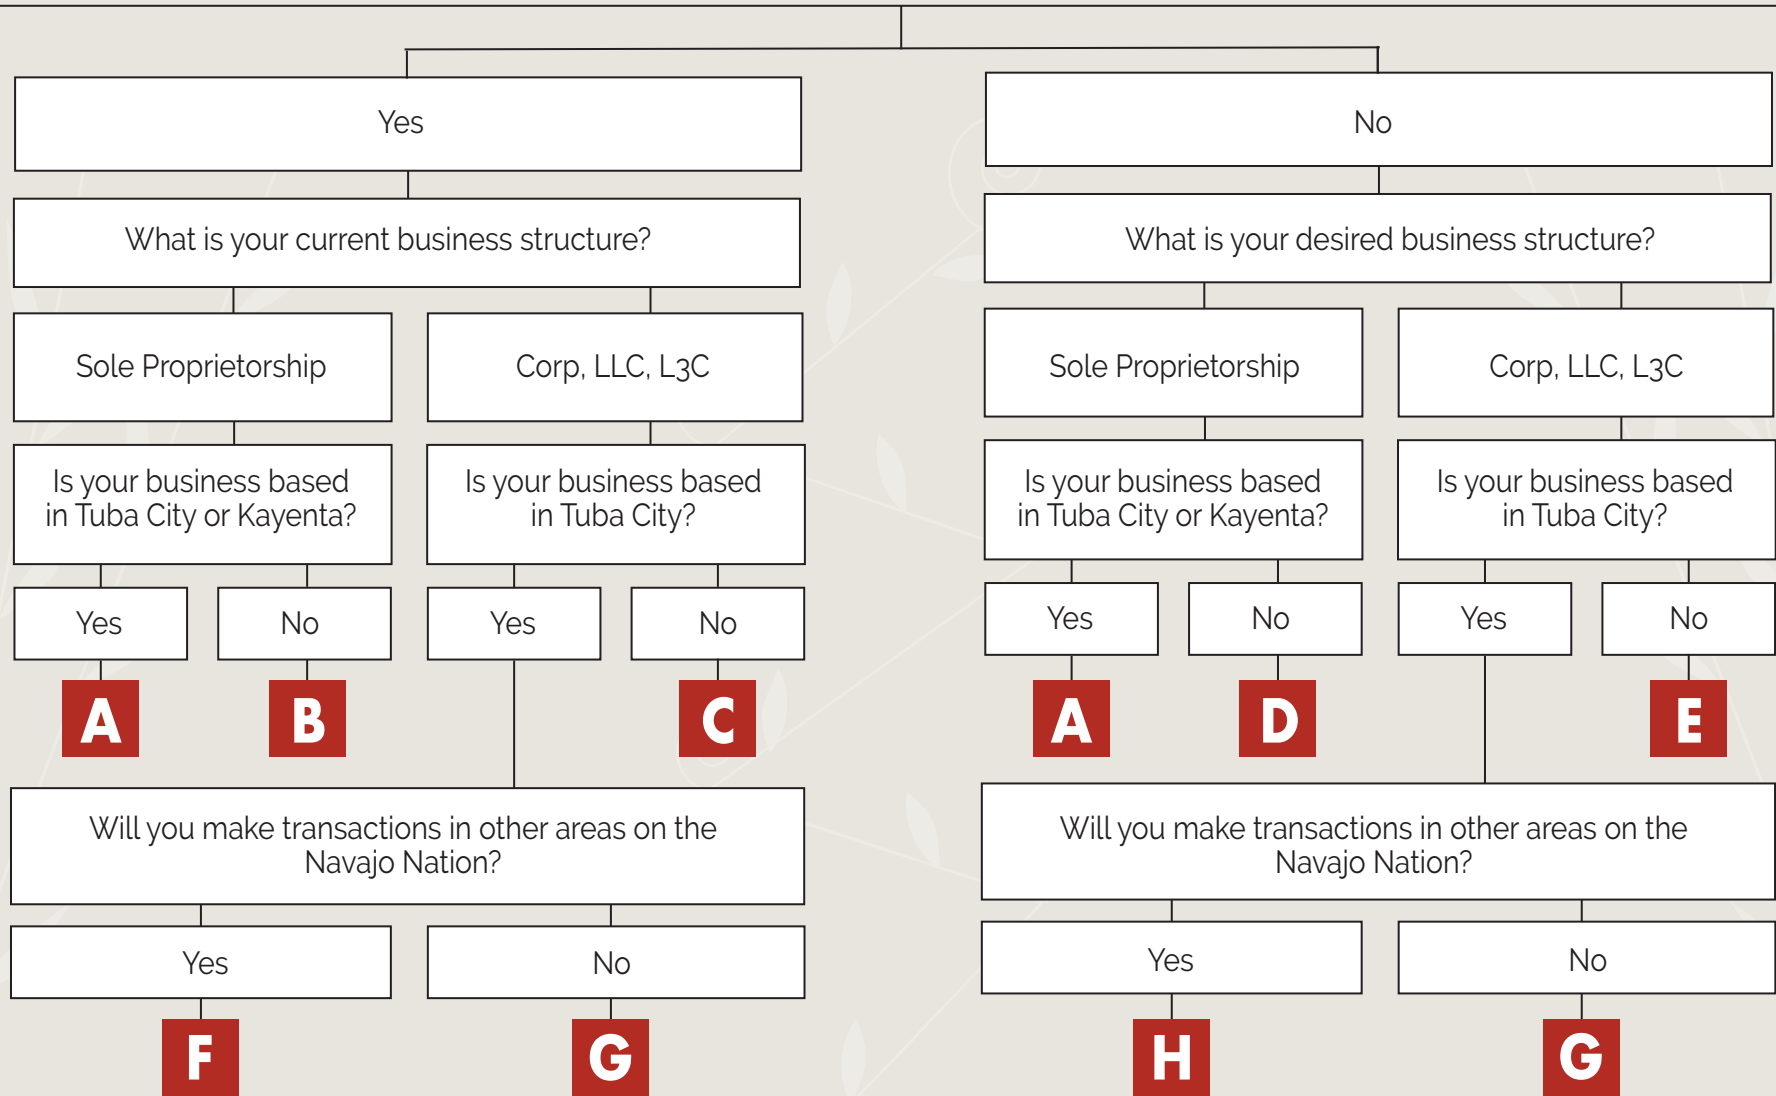 Yes
What is your current business structure?
Sole Proprietorship
Corp, LLC, L3C
Is your business based
in Tuba City or Kayenta?
Is your business based
in Tuba City?
Yes
No
Yes
No
A
B
C
Will you make transactions in other areas on the
Navajo Nation?
Yes
No
F
G
No
What is your desired business structure?
Sole Proprietorship
Corp, LLC, L3C
Is your business based
in Tuba City or Kayenta?
Is your business based
in Tuba City?
Yes
No
Yes
No
A
D
E
Will you make transactions in other areas on the
Navajo Nation?
Yes
No
H
G